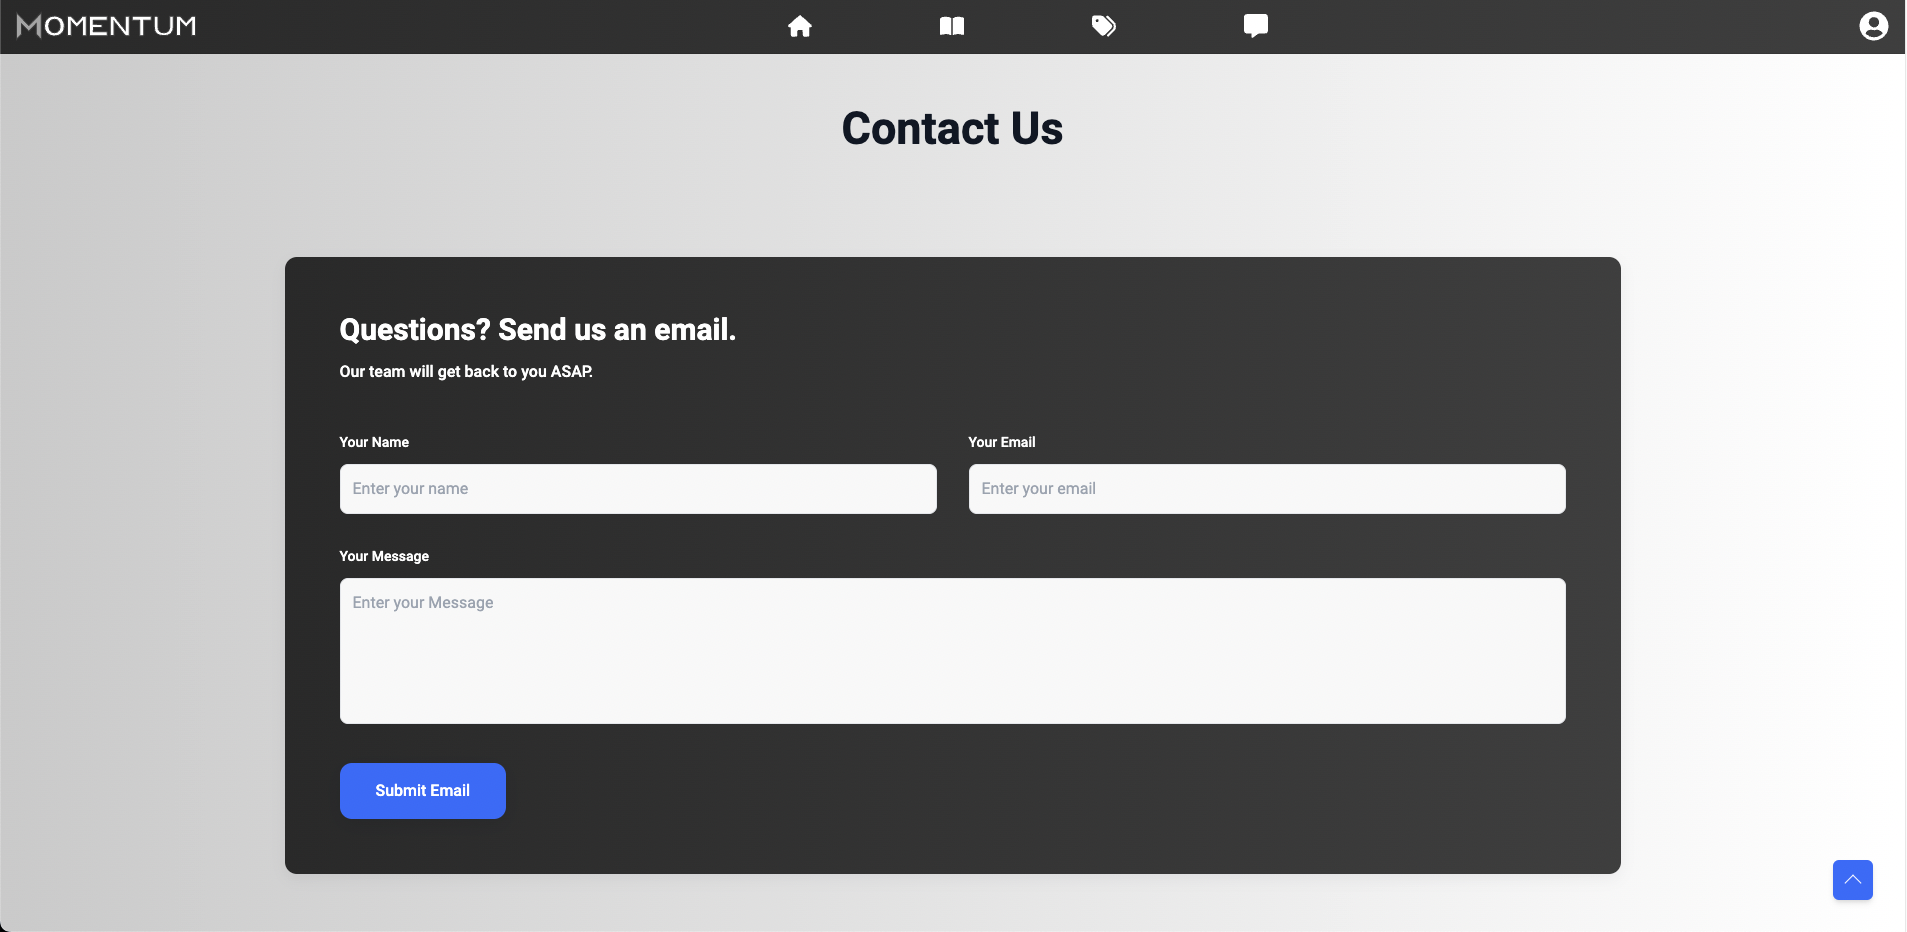 MOMENTUM
Contact Us
Questions? Send us an email.
Our team will get back to you ASAP.
Your Name
Your Email
Enter your name
Enter your email
Your Message
Enter your Message
Submit Email